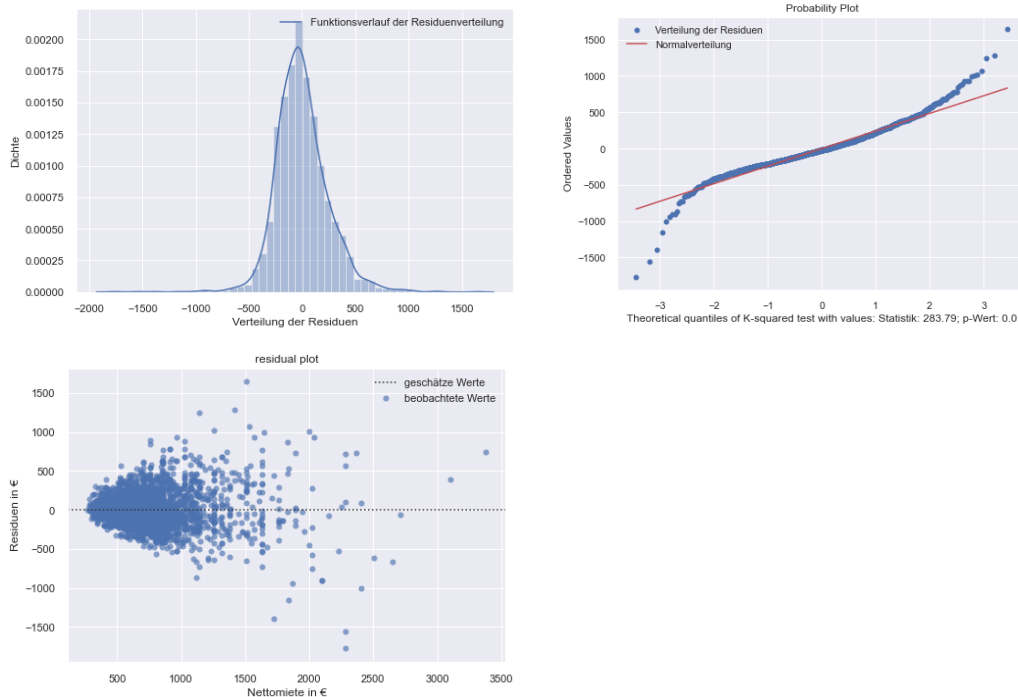 Funktionsverlauf der Residuenverteilung
0.00200
0.00175
0.00150
0.00125
0.00100
0.00075
0.00050
0.00025
0.00000
Dichte
−2000 −1500 −1000 −500 0 500 1000 1500
Verteilung der Residuen
Probability Plot
Verteilung der Residuen
Normalverteilung
1500
1000
500
0
−500
−1000
−1500
Ordered Values
−3 −2 −1 0 1 2 3
Theoretical quantiles of K-squared test with values: Statistik: 283.79; p-Wert: 0.0
residual plot
geschätze Werte
beobachtete Werte
1500
1000
500
0
−500
−1000
−1500
Residuen in €
500 1000 1500 2000 2500 3000 3500
Nettomiete in €